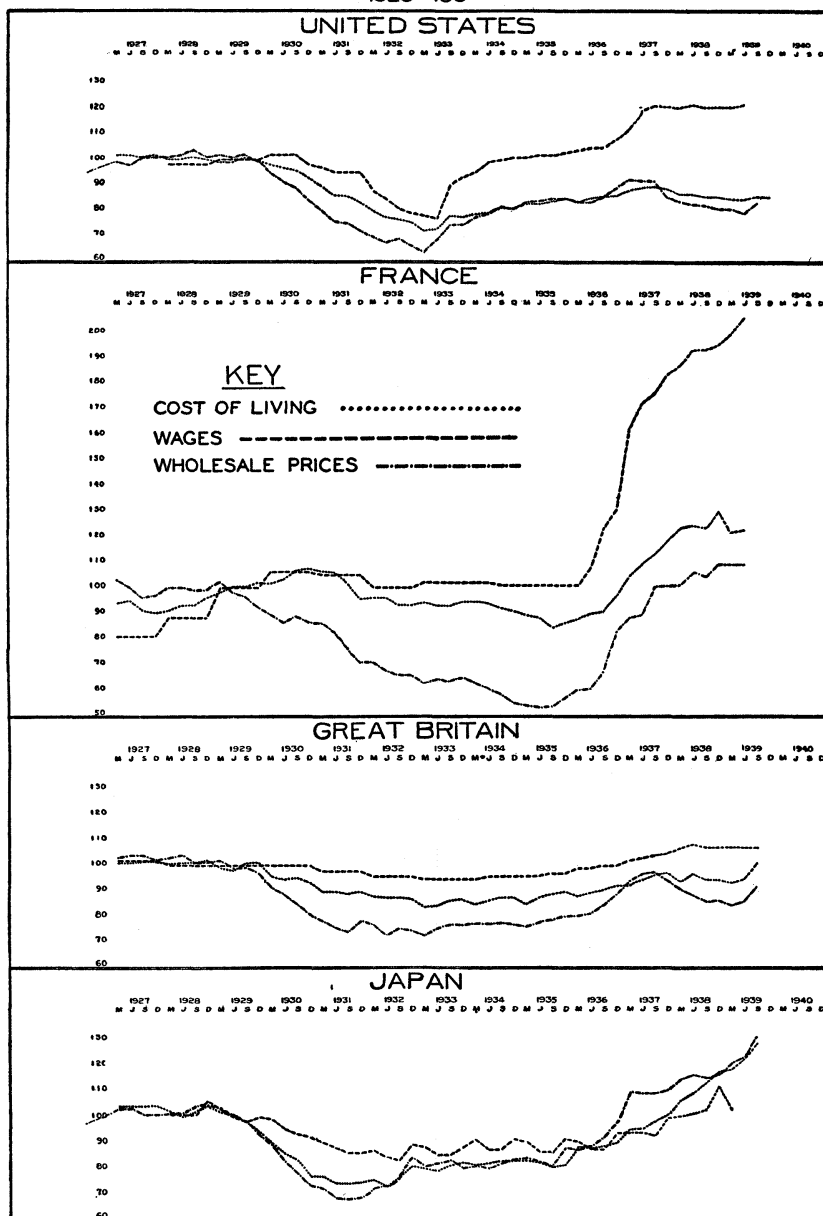 UNITED STATES
1927 1928 1929 1930 1931 1932 1933 1934 1935 1936 1937 1938 1939 1940
M J S D M J S D M J S D M J S D M J S D M J S D M J S D M J S D M J S D M J S D M J S D M J S D M J S D M J S D
130
120
100
90
80
70
60
FRANCE
1927 1928 1929 1930 1931 1932 1933 1934 1935 1936 1937 1938 1939 1940
M J S D M J S D M J S D M J S D M J S D M J S D M J S D M J S D M J S D M J S D M J S D M J S D M J S D M J S D
200
190
180
170
160
150
140
130
120
110
100
90
80
70
60
50
KEY
COST OF LIVING
WAGES
WHOLESALE PRICES
GREAT BRITAIN
1927 1928 1929 1930 1931 1932 1933 1934 1935 1936 1937 1938 1939 1940
M J S D M J S D M J S D M J S D M J S D M J S D M J S D M J S D M J S D M J S D M J S D M J S D M J S D M J S D
130
120
100
90
80
70
60
JAPAN
1927 1928 1929 1930 1931 1932 1933 1934 1935 1936 1937 1938 1939 1940
M J S D M J S D M J S D M J S D M J S D M J S D M J S D M J S D M J S D M J S D M J S D M J S D M J S D M J S D
130
120
100
90
80
70
60